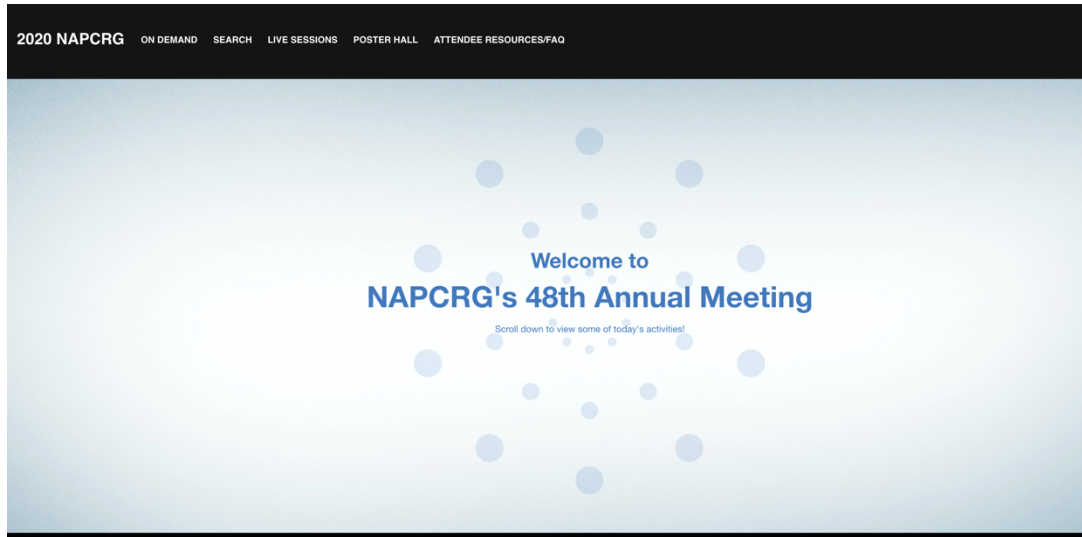 2020 NAPCRG ON DEMAND SEARCH LIVE SESSIONS POSTER HALL ATTENDEE RESOURCES/FAQ
Welcome to
NAPCRG's 48th Annual Meeting
Scroll down to view some of today's activities!